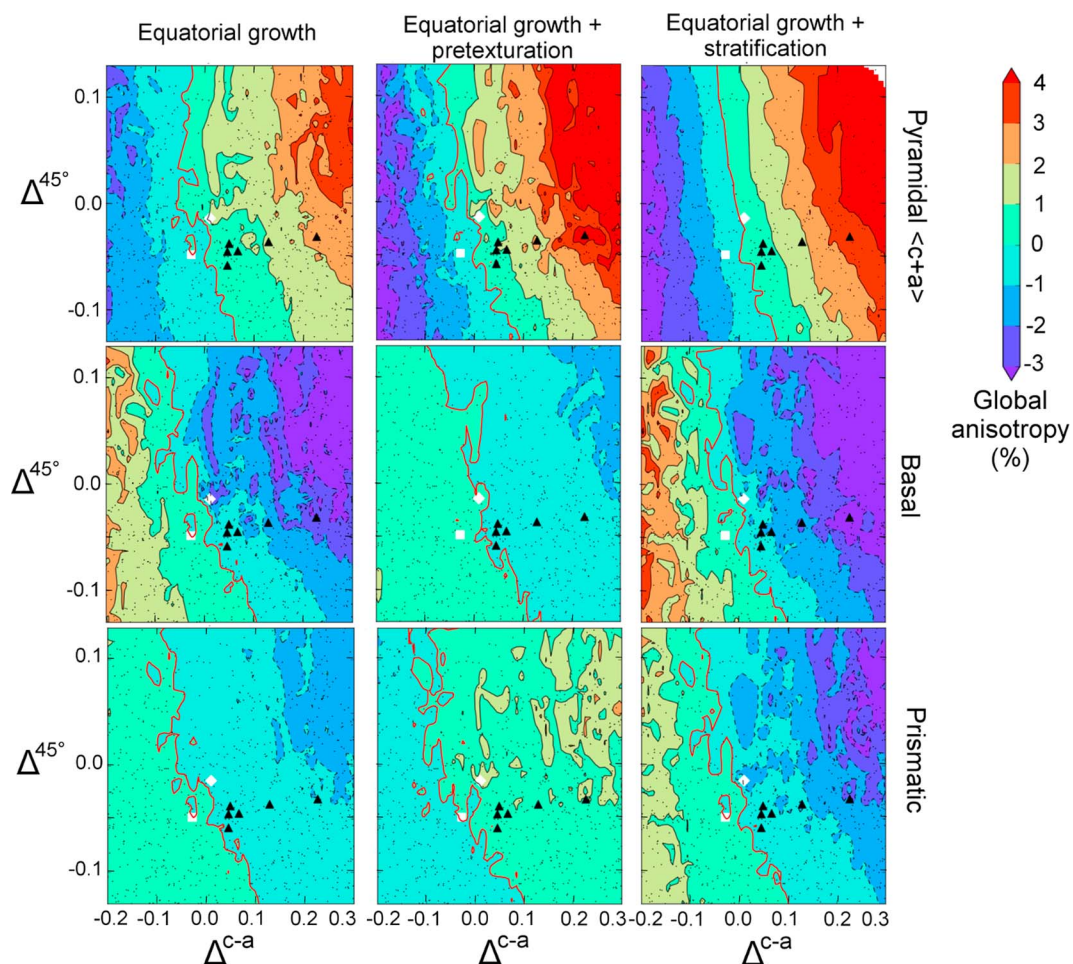 Equatorial growth
Equatorial growth +
pretexturation
Equatorial growth +
stratification
0.1
Δ45°
0.0
-0.1
Pyramidal <c+a>
4
3
2
1
0
-1
-2
-3
Global
anisotropy
(%)
0.1
Δ45°
0.0
-0.1
Basal
0.1
Δ45°
0.0
-0.1
Prismatic
-0.2 -0.1 0.0 0.1 0.2 0.3
-0.2 -0.1 0.0 0.1 0.2 0.3
-0.2 -0.1 0.0 0.1 0.2 0.3
Δc-a
Δc-a
Δc-a